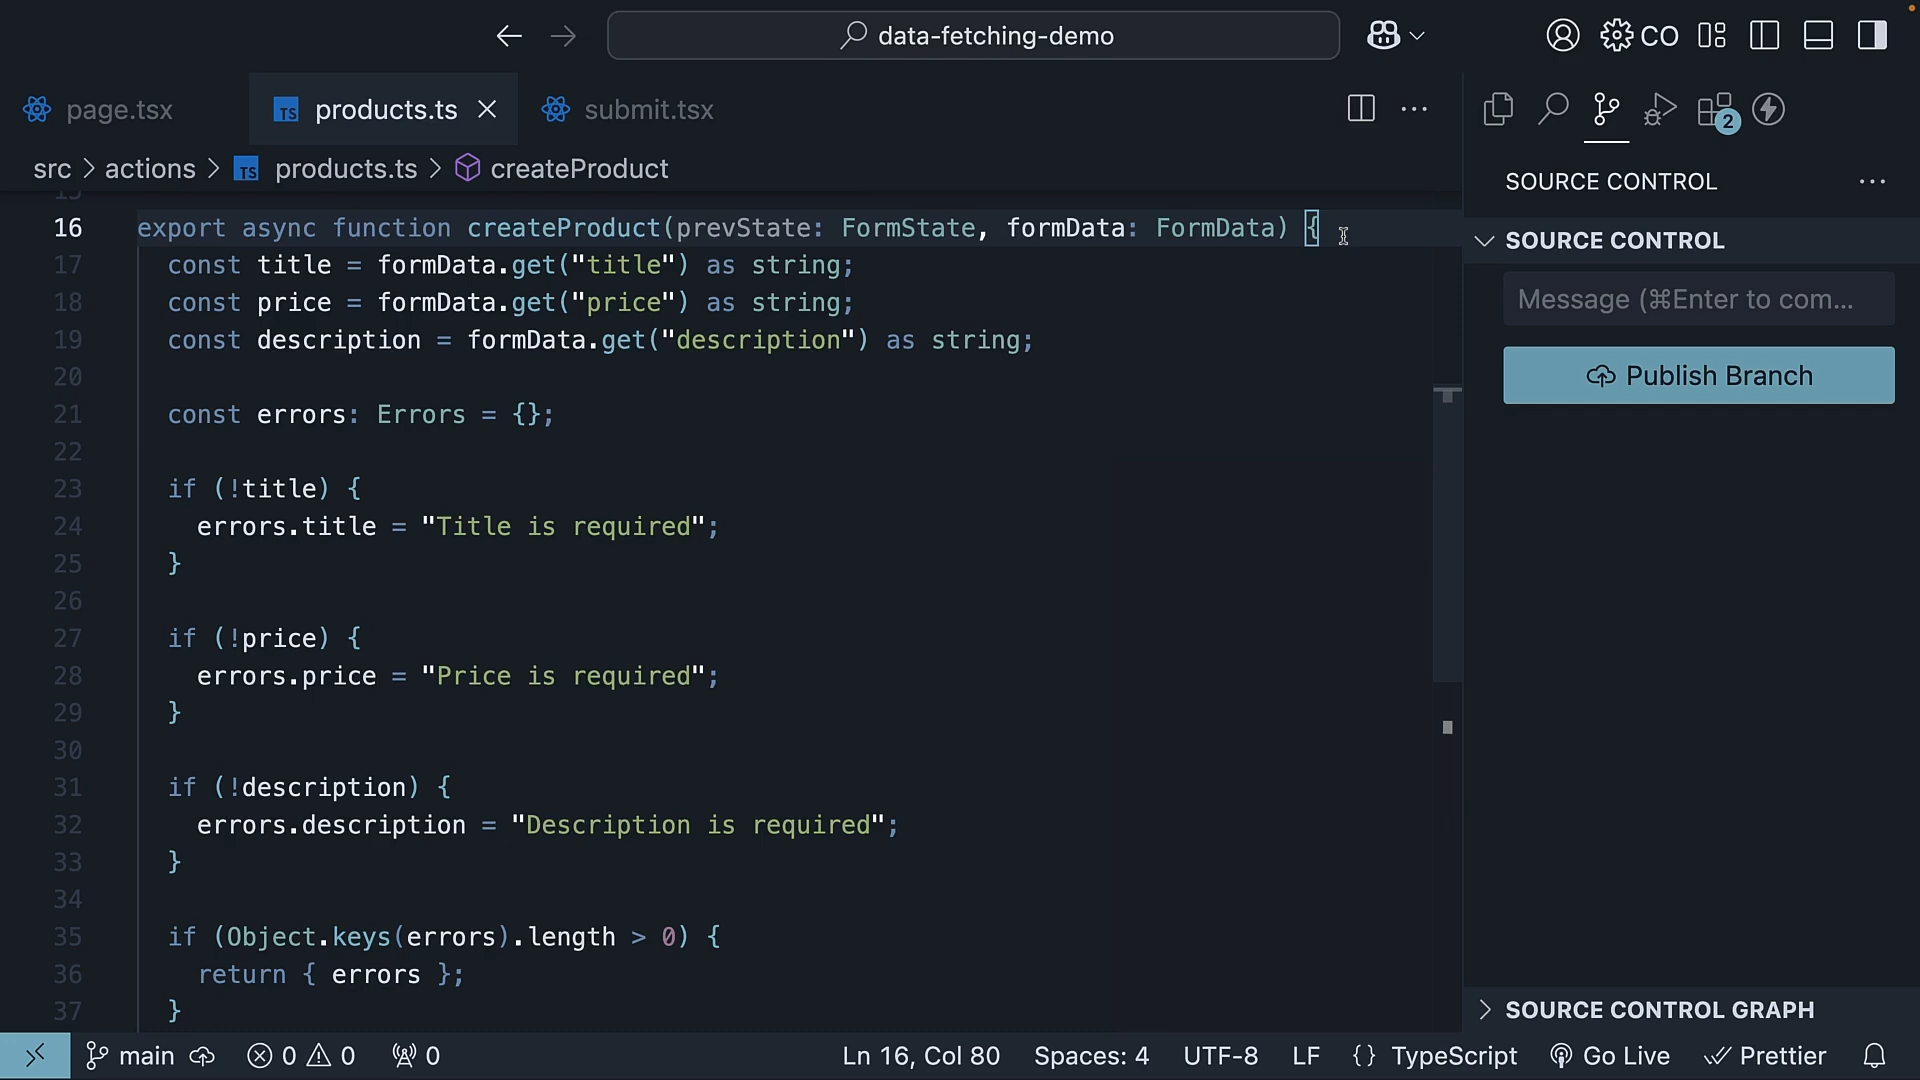 data-fetching-demo
CO
page.tsx
TS products.ts
submit.tsx
2
src > actions > TS products.ts > createProduct
SOURCE CONTROL
SOURCE CONTROL
Message (⌘Enter to com...
Publish Branch
15
16 export async function createProduct(prevState: FormState, formData: FormData) {
17 const title = formData.get("title") as string;
18 const price = formData.get("price") as string;
19 const description = formData.get("description") as string;
20
21 const errors: Errors = {};
22
23 if (!title) {
24 errors.title = "Title is required";
25 }
26
27 if (!price) {
28 errors.price = "Price is required";
29 }
30
31 if (!description) {
32 errors.description = "Description is required";
33 }
34
35 if (Object.keys(errors).length > 0) {
36 return { errors };
37 }
SOURCE CONTROL GRAPH
main 0 0 0 Ln 16, Col 80 Spaces: 4 UTF-8 LF {} TypeScript Go Live Prettier